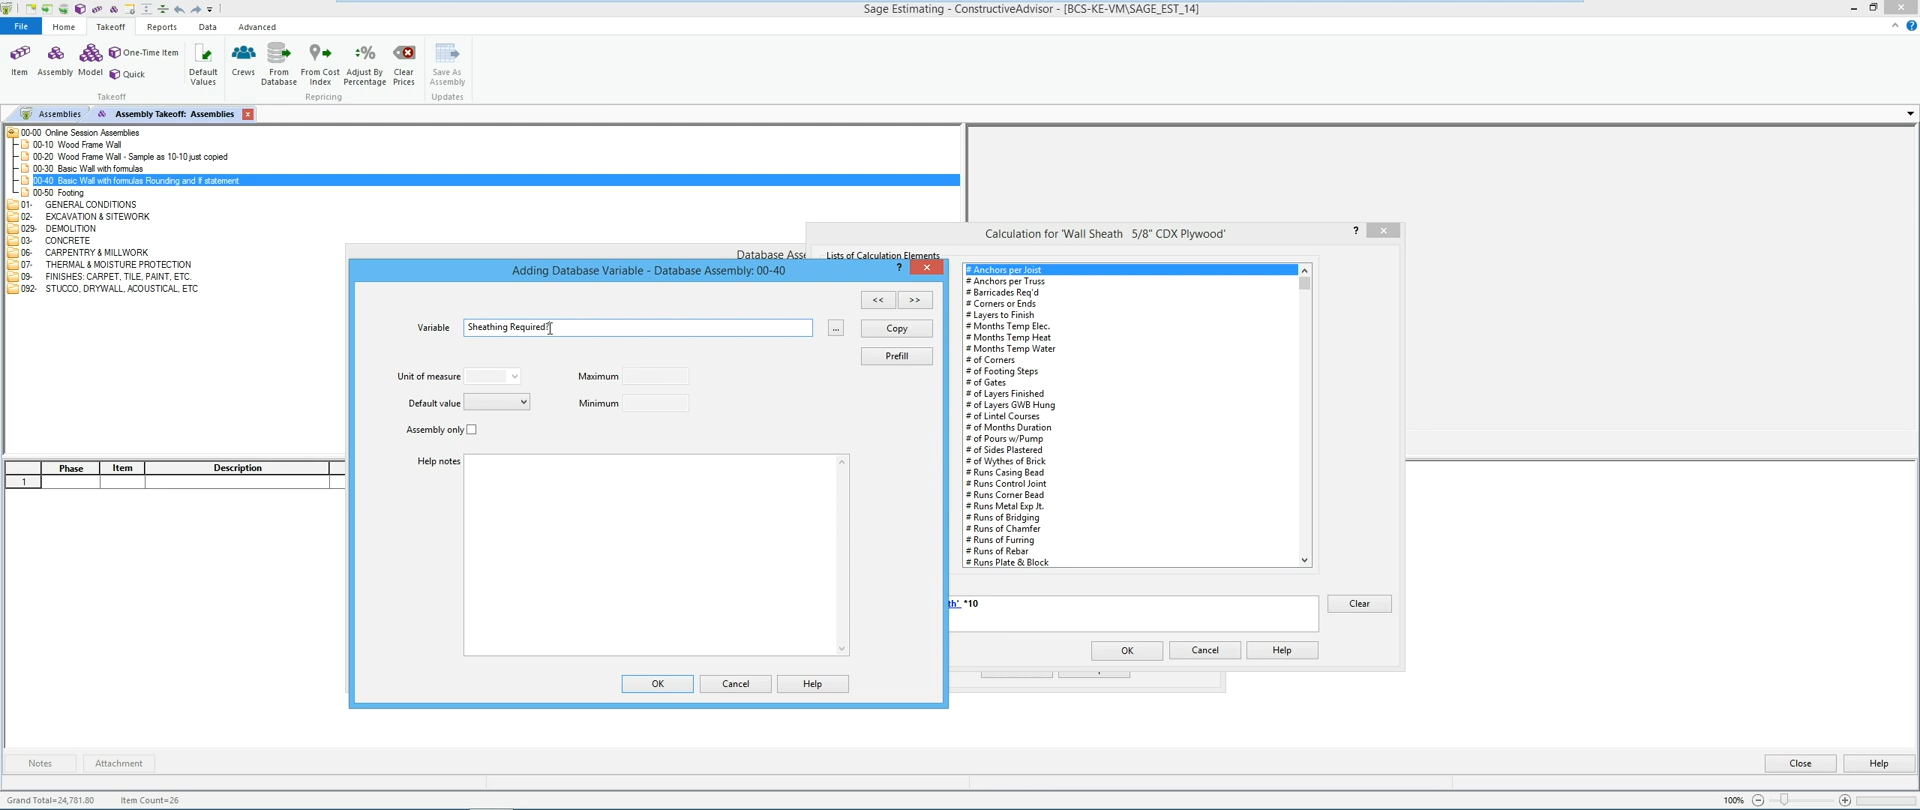 Sage Estimating - ConstructiveAdvisor - [BCS-KE-VM\SAGE_EST_14]
File Home Takeoff Reports Data Advanced
Item
Assembly
Model
One-Time Item
Quick
Default Values
Crews
From Database
From Cost Index
Adjust By Percentage
Clear Prices
Save As Assembly
Takeoff
Repricing
Updates
Assemblies
Assembly Takeoff: Assemblies
00-00 Online Session Assemblies
00-10 Wood Frame Wall
00-20 Wood Frame Wall - Sample as 10-10 just copied
00-30 Basic Wall with formulas
00-40 Basic Wall with formulas Rounding and If statement
00-50 Footing
01- GENERAL CONDITIONS
02- EXCAVATION & SITEWORK
029- DEMOLITION
03- CONCRETE
06- CARPENTRY & MILLWORK
07- THERMAL & MOISTURE PROTECTION
09- FINISHES: CARPET, TILE, PAINT, ETC.
092- STUCCO, DRYWALL, ACOUSTICAL, ETC
Phase Item Description
1
Database Asse
Adding Database Variable - Database Assembly: 00-40
?
<< >>
Variable Sheathing Required? ... Copy
Prefill
Unit of measure Maximum
Default value Minimum
Assembly only
Help notes
OK Cancel Help
Calculation for 'Wall Sheath 5/8" CDX Plywood'
?
Lists of Calculation Elements
# Anchors per Joist
# Anchors per Truss
# Barricades Req'd
# Corners or Ends
# Layers to Finish
# Months Temp Elec.
# Months Temp Heat
# Months Temp Water
# of Corners
# of Footing Steps
# of Gates
# of Layers Finished
# of Layers GWB Hung
# of Lintel Courses
# of Months Duration
# of Pours w/Pump
# of Sides Plastered
# of Wythes of Brick
# Runs Casing Bead
# Runs Control Joint
# Runs Corner Bead
# Runs Metal Exp Jt.
# Runs of Bridging
# Runs of Chamfer
# Runs of Furring
# Runs of Rebar
# Runs Plate & Block
th' *10
Clear
OK Cancel Help
Notes Attachment
Close Help
Grand Total=24,781.80 Item Count=26
100%